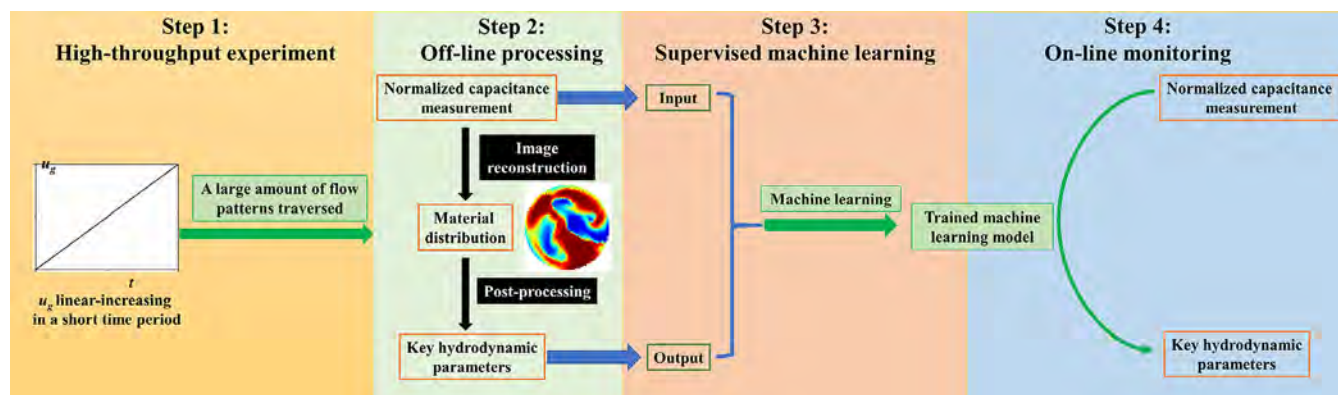 Step 1:
High-throughput experiment
u_g
t
u_g linear-increasing
in a short time period
A large amount of flow
patterns traversed
Step 2:
Off-line processing
Normalized capacitance
measurement
Image
reconstruction
Material
distribution
Post-processing
Key hydrodynamic
parameters
Step 3:
Supervised machine learning
Input
Output
Machine learning
Trained machine
learning model
Step 4:
On-line monitoring
Normalized capacitance
measurement
Key hydrodynamic
parameters